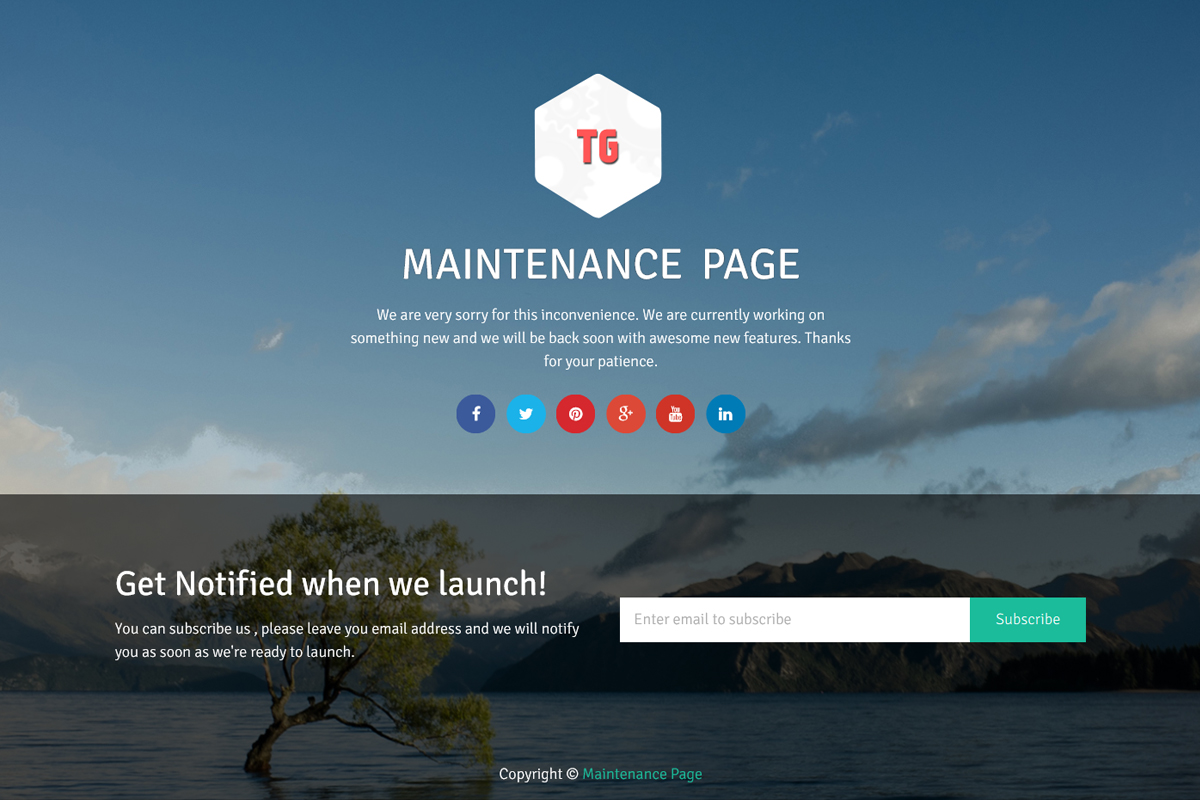 TG
MAINTENANCE PAGE
We are very sorry for this inconvenience. We are currently working on
something new and we will be back soon with awesome new features. Thanks
for your patience.
You
Tube
Get Notified when we launch!
You can subscribe us , please leave you email address and we will notify
you as soon as we're ready to launch.
Enter email to subscribe
Subscribe
Copyright © Maintenance Page